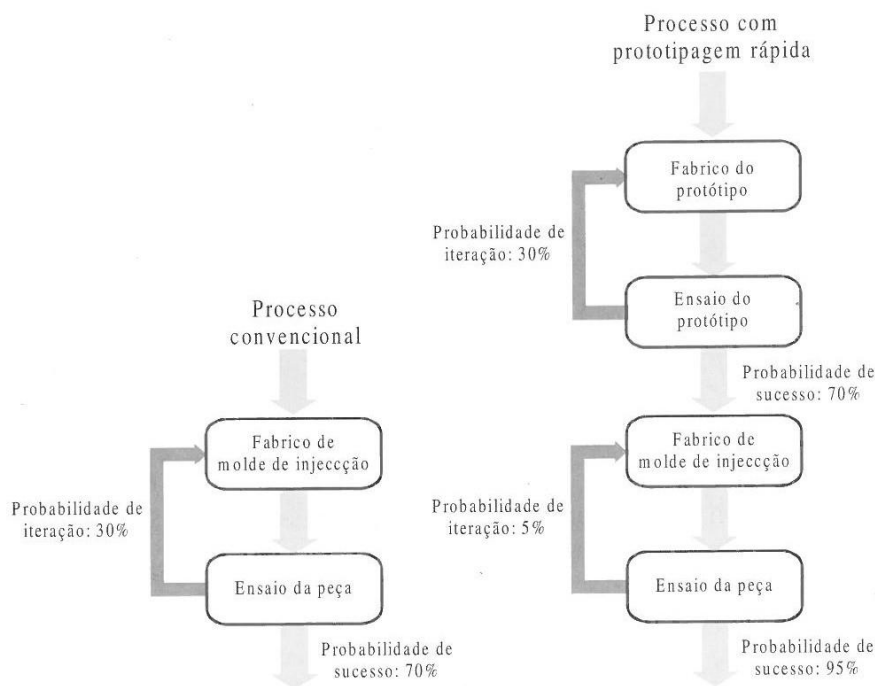 Processo com
prototipagem rápida
Fabrico do
protótipo
Probabilidade de
iteração: 30%
Ensaio do
protótipo
Probabilidade de
sucesso: 70%
Fabrico de
molde de injeccção
Probabilidade de
iteração: 5%
Ensaio da peça
Probabilidade de
sucesso: 95%
Processo
convencional
Fabrico de
molde de injeccção
Probabilidade de
iteração: 30%
Ensaio da peça
Probabilidade de
sucesso: 70%